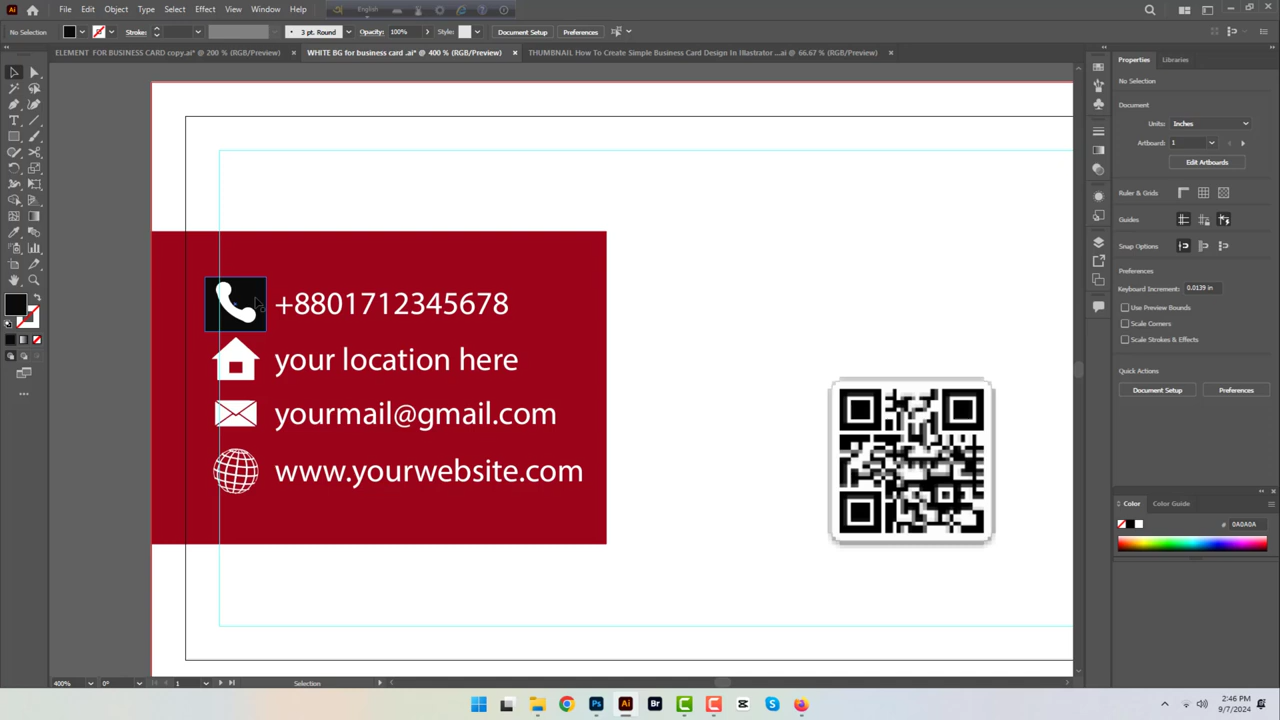 File Edit Object Type Select Effect View Window Help
English
No Selection
Stroke:
3 pt. Round
Opacity: 100%
Style:
Document Setup
Preferences
ELEMENT FOR BUSINESS CARD copy.ai* @ 200 % (RGB/Preview)
WHITE BG for business card .ai* @ 400 % (RGB/Preview)
THUMBNAIL How To Create Simple Business Card Design In Illastrator ...ai @ 66.67 % (RGB/Preview)
Properties
Libraries
No Selection
Document
Units: Inches
Artboard: 1
Edit Artboards
Ruler & Grids
Guides
Snap Options
Preferences
Keyboard Increment: 0.0139 in
Use Preview Bounds
Scale Corners
Scale Strokes & Effects
Quick Actions
Document Setup
Preferences
+8801712345678
your location here
yourmail@gmail.com
www.yourwebsite.com
Color
Color Guide
# 0A0A0A
400%
0°
1
Selection
2:46 PM
9/7/2024